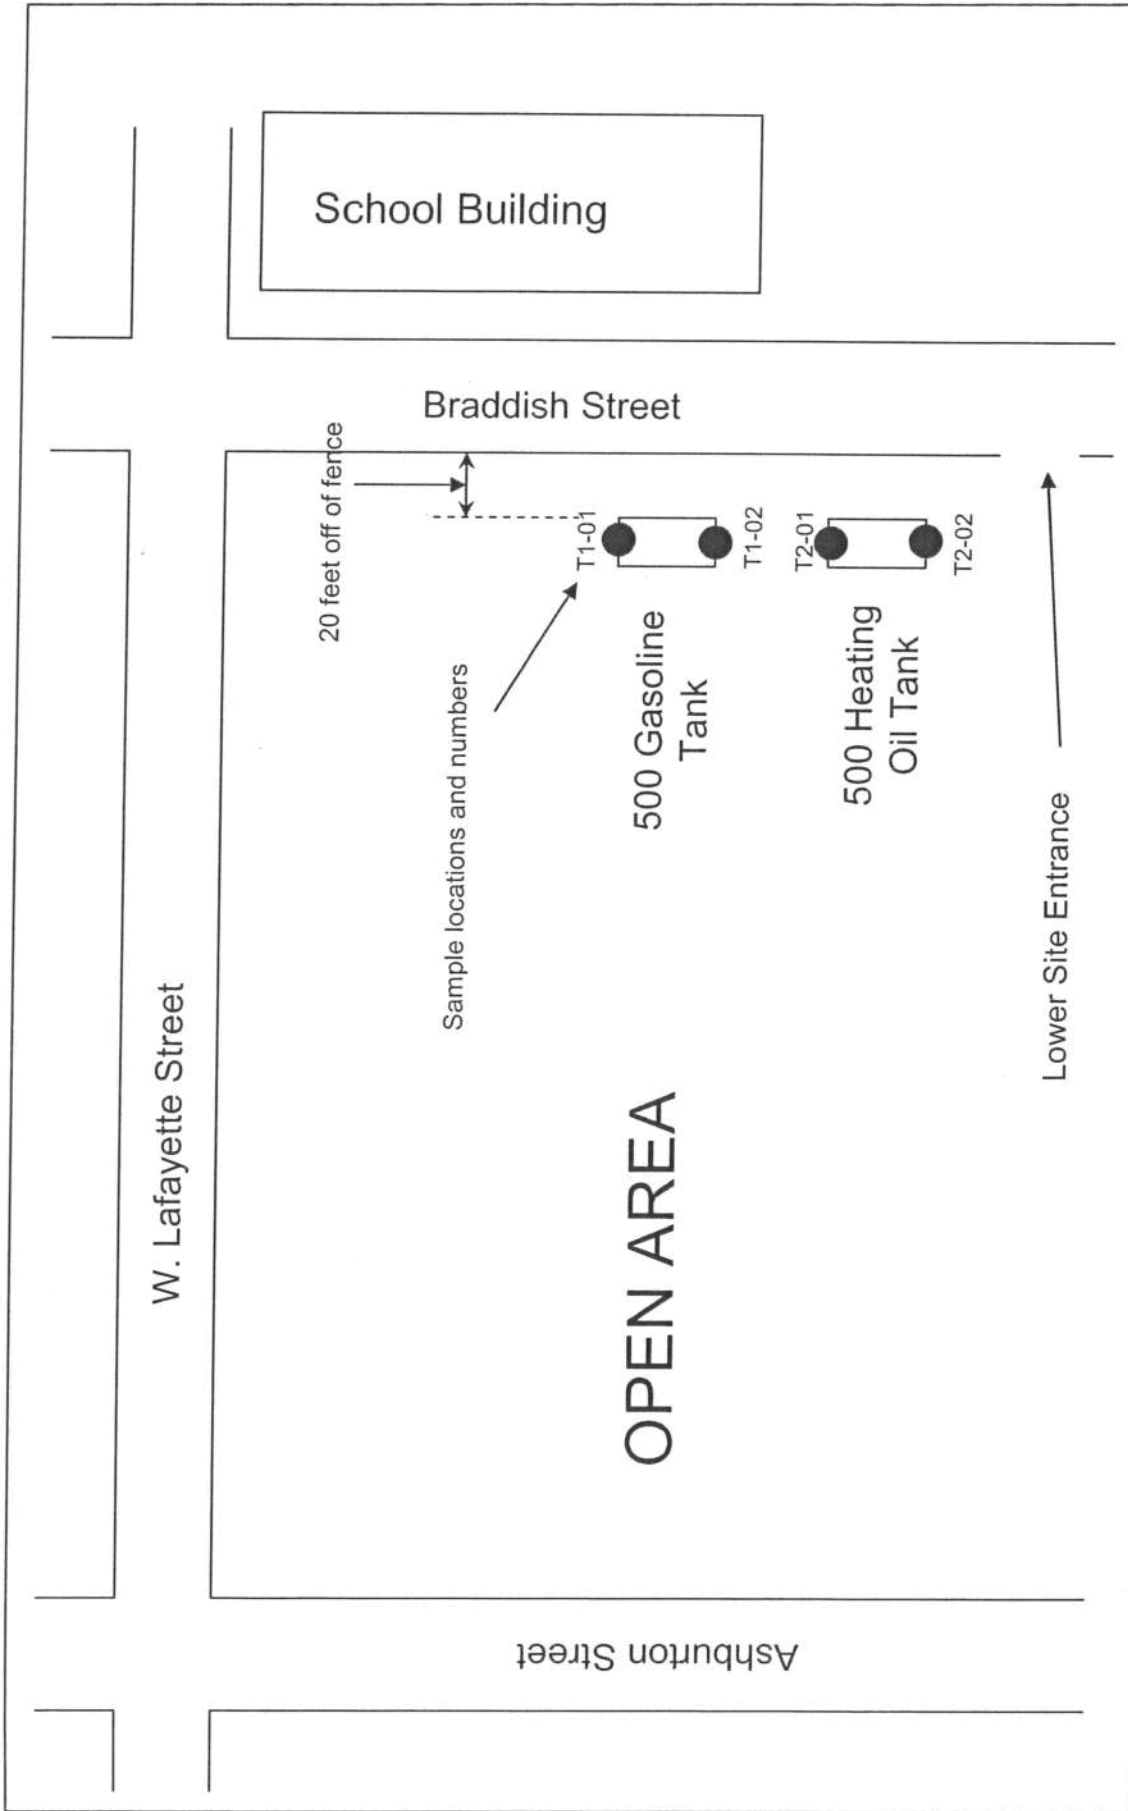 School Building
Braddish Street
20 feet off of fence
T1-01
T1-02
T2-01
T2-02
Sample locations and numbers
500 Gasoline
Tank
500 Heating
Oil Tank
Lower Site Entrance
W. Lafayette Street
OPEN AREA
Ashburton Street